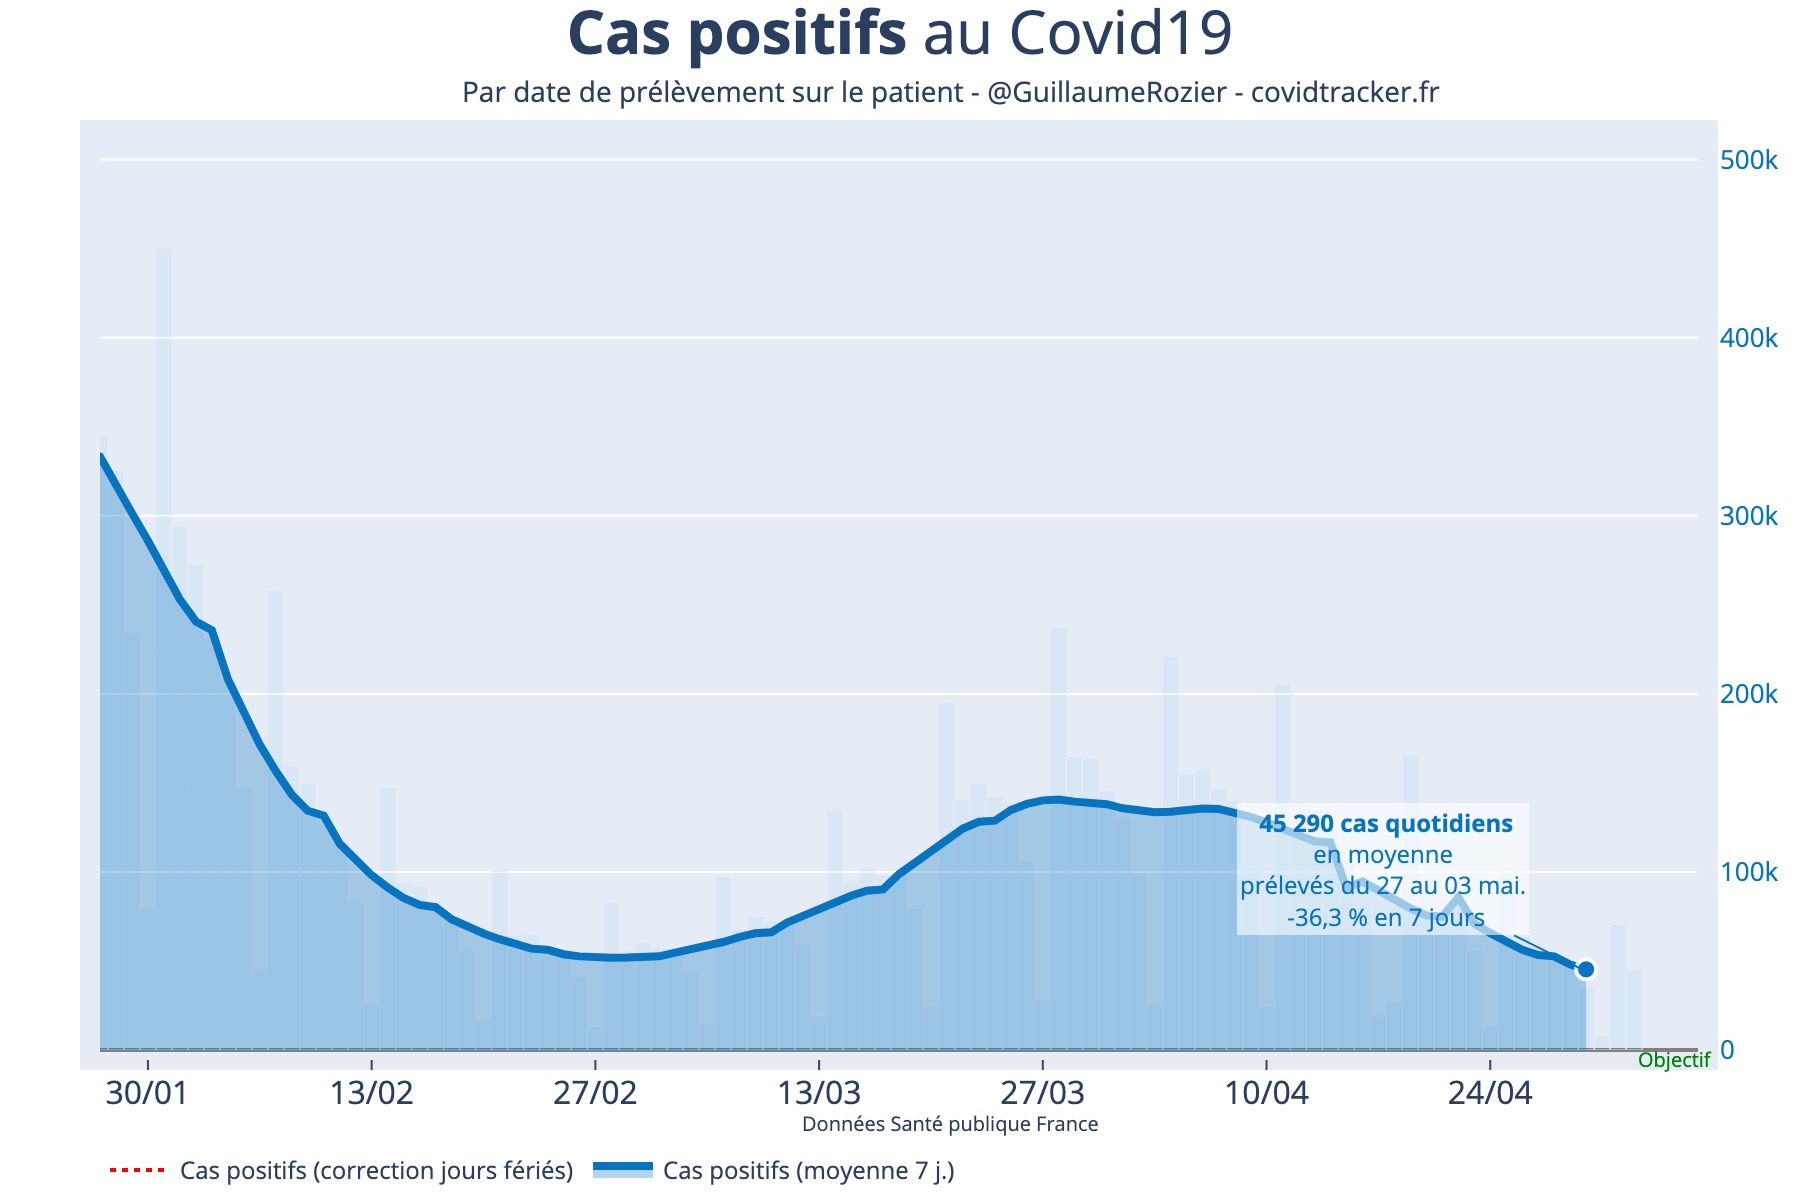 Cas positifs au Covid19
Par date de prélèvement sur le patient - @GuillaumeRozier - covidtracker.fr
500k
400k
300k
200k
100k
0
45 290 cas quotidiens
en moyenne
prélevés du 27 au 03 mai.
-36,3 % en 7 jours
Objectif
30/01 13/02 27/02 13/03 27/03 10/04 24/04
Données Santé publique France
Cas positifs (correction jours fériés) Cas positifs (moyenne 7 j.)